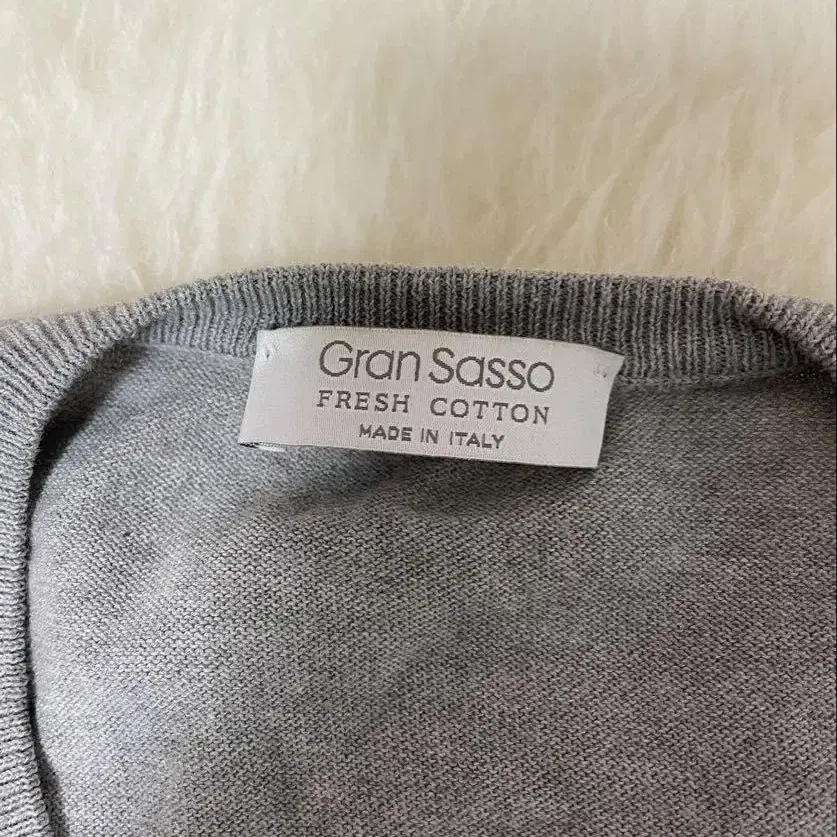 Gran Sasso
FRESH COTTON
MADE IN ITALY